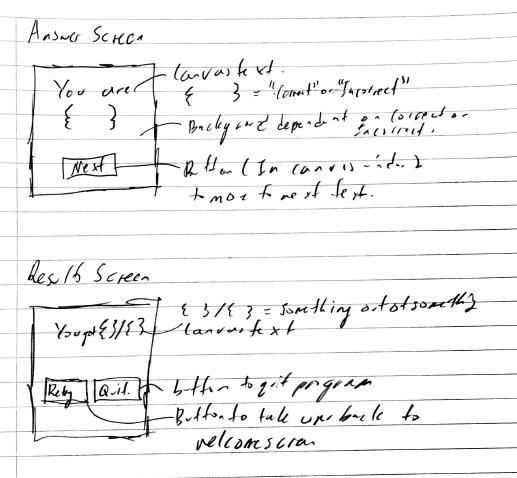 Answer Screen
You are
{ }
Next
Canvas text.
{ } = "Correct" or "Incorrect"
Background dependent on correct or
Incorrect.
Button (In canvas window)
to move to next test.
Results Screen
You got { }/{ }
Retry
Quit.
{ }/{ } = Something out of something
Canvas text
button to quit program
Button to take user back to
welcome screen